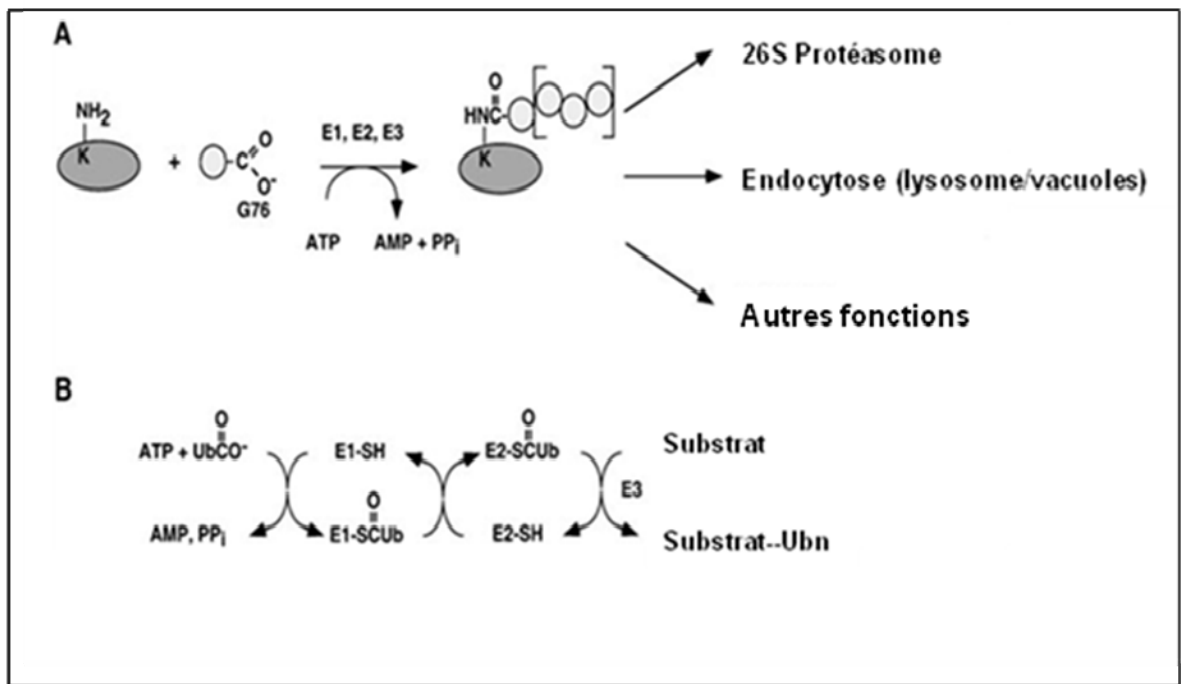 A
26S Protéasome
NH2
O
HNC
K
+
C
O
O-
G76
E1, E2, E3
K
Endocytose (lysosome/vacuoles)
ATP
AMP + PPi
Autres fonctions
B
O
O
ATP + UbCO-
E1-SH
E2-SCUb
Substrat
E3
O
AMP, PPi
E1-SCUb
E2-SH
Substrat--Ubn